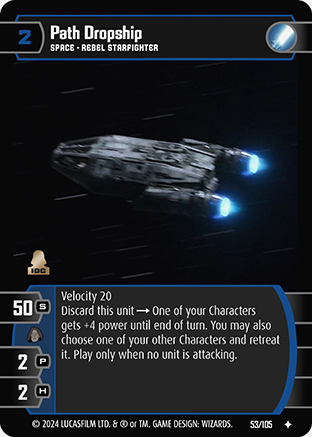 2
Path Dropship
SPACE - REBEL STARFIGHTER
IDC
50 S
Velocity 20
Discard this unit → One of your Characters
gets +4 power until end of turn. You may also
choose one of your other Characters and retreat
it. Play only when no unit is attacking.
2 P
2 H
© 2024 LUCASFILM LTD. & ® or TM. GAME DESIGN: WIZARDS.
53/105